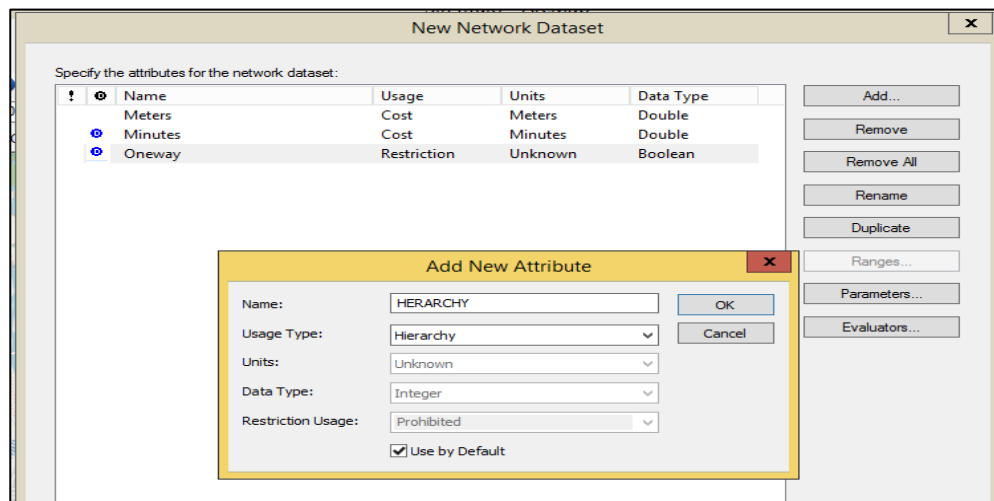 New Network Dataset
x
Specify the attributes for the network dataset:
! Name Usage Units Data Type
Meters Cost Meters Double
Minutes Cost Minutes Double
Oneway Restriction Unknown Boolean
Add...
Remove
Remove All
Rename
Duplicate
Ranges...
Parameters...
Evaluators...
Add New Attribute
x
Name: HERARCHY
OK
Usage Type: Hierarchy
Cancel
Units: Unknown
Data Type: Integer
Restriction Usage: Prohibited
Use by Default